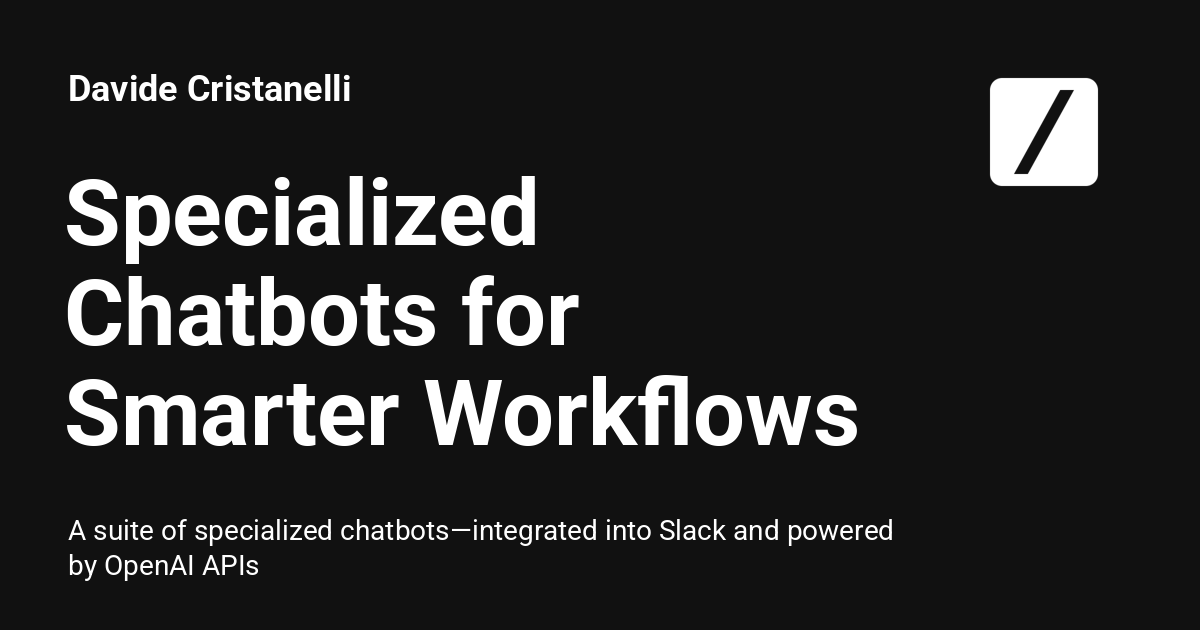 Davide Cristanelli
Specialized
Chatbots for
Smarter Workflows
A suite of specialized chatbots—integrated into Slack and powered
by OpenAI APIs